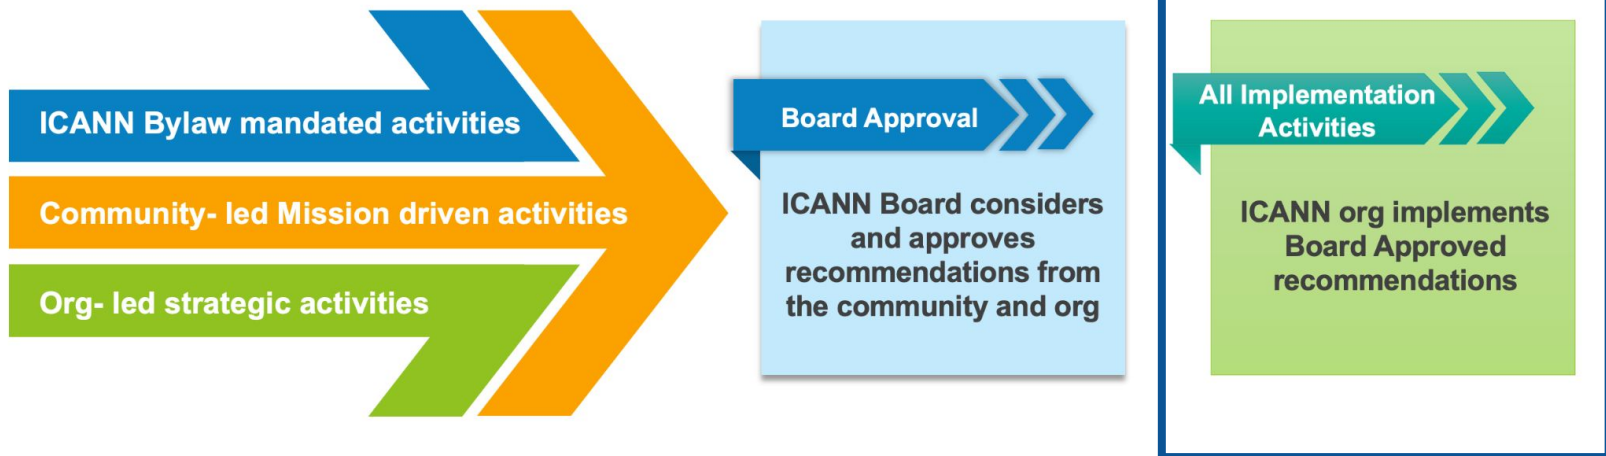 ICANN Bylaw mandated activities
Community- led Mission driven activities
Org- led strategic activities
Board Approval
ICANN Board considers
and approves
recommendations from
the community and org
All Implementation
Activities
ICANN org implements
Board Approved
recommendations